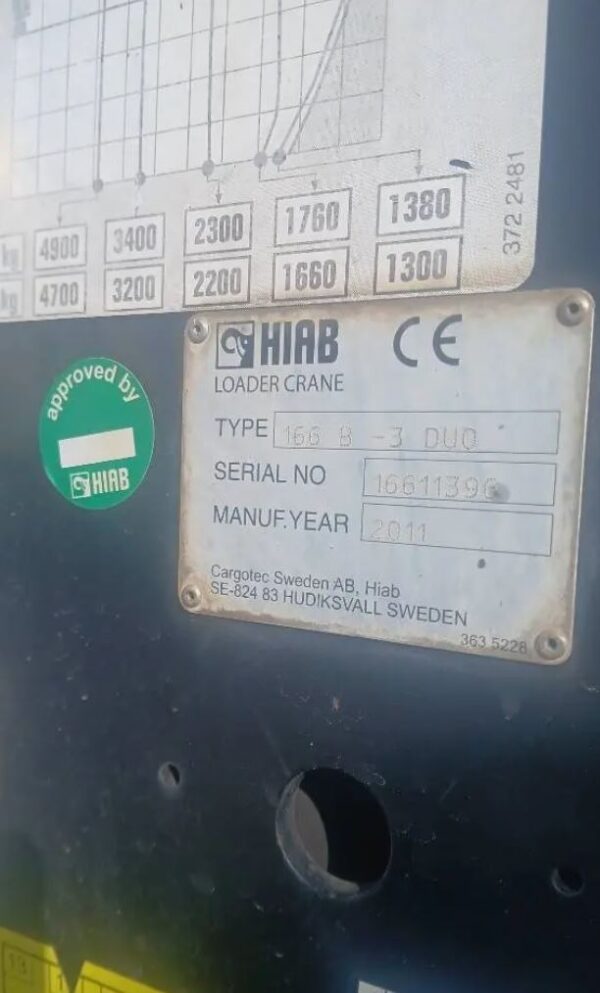 4900 3400 2300 1760 1380
kg 4700 3200 2200 1660 1300
372 2481
approved by
HIAB
HIAB CE
LOADER CRANE
TYPE 166 B -3 DUO
SERIAL NO 16611396
MANUF.YEAR 2011
Cargotec Sweden AB, Hiab
SE-824 83 HUDIKSVALL SWEDEN
363 5228